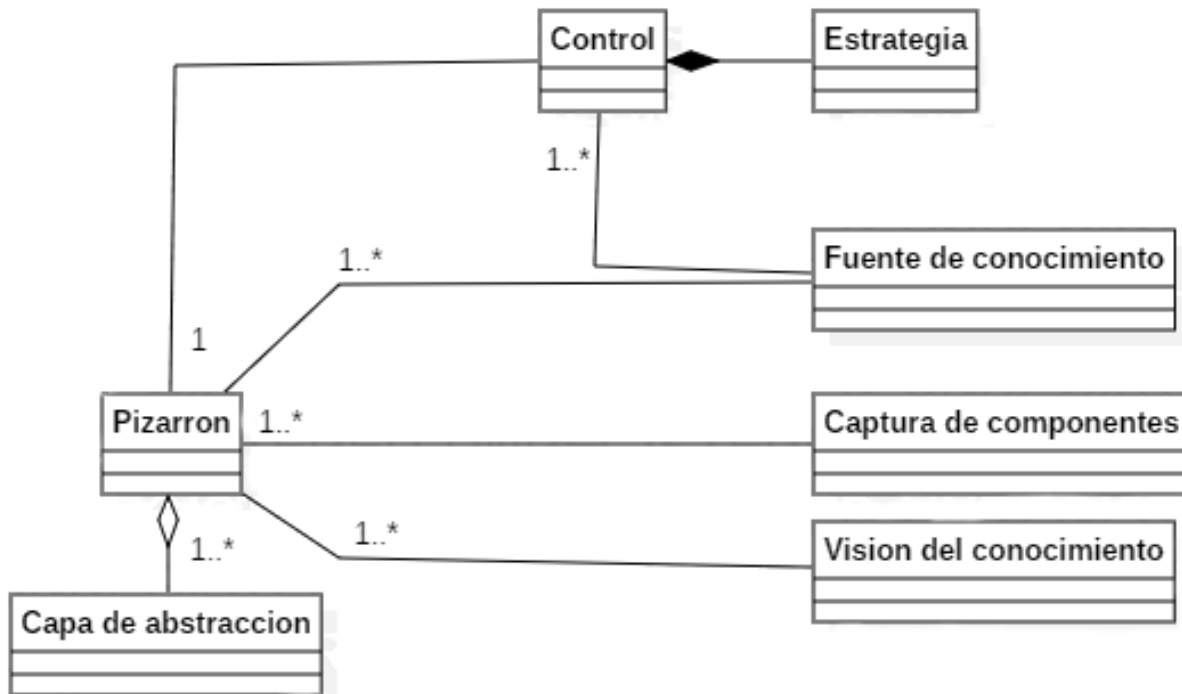 Control
Estrategia
1..*
Fuente de conocimiento
1..*
1
Pizarron
1..*
Captura de componentes
1..*
Vision del conocimiento
1..*
Capa de abstraccion